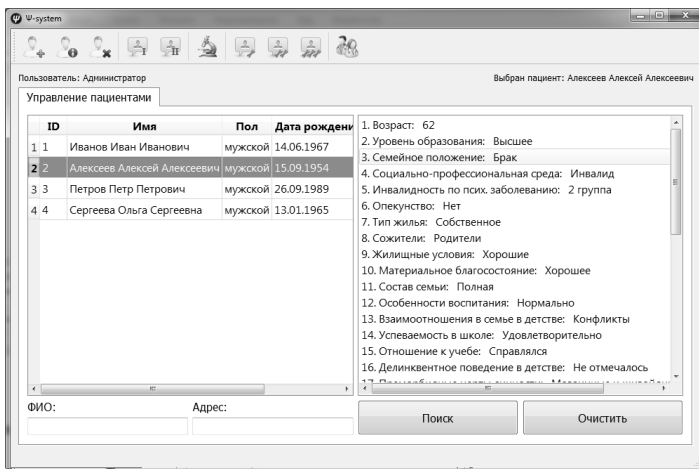 Ψ-system
Пользователь: Администратор
Выбран пациент: Алексеев Алексей Алексеевич
Управление пациентами
ID Имя Пол Дата рождени
1 1 Иванов Иван Иванович мужской 14.06.1967
2 2 Алексеев Алексей Алексеевич мужской 15.09.1954
3 3 Петров Петр Петрович мужской 26.09.1989
4 4 Сергеева Ольга Сергеевна мужской 13.01.1965
1. Возраст: 62
2. Уровень образования: Высшее
3. Семейное положение: Брак
4. Социально-профессиональная среда: Инвалид
5. Инвалидность по псих. заболеванию: 2 группа
6. Опекунство: Нет
7. Тип жилья: Собственное
8. Сожители: Родители
9. Жилищные условия: Хорошие
10. Материальное благосостояние: Хорошее
11. Состав семьи: Полная
12. Особенности воспитания: Нормально
13. Взаимоотношения в семье в детстве: Конфликты
14. Успеваемость в школе: Удовлетворительно
15. Отношение к учебе: Справлялся
16. Делинквентное поведение в детстве: Не отмечалось
ФИО:
Адрес:
Поиск
Очистить